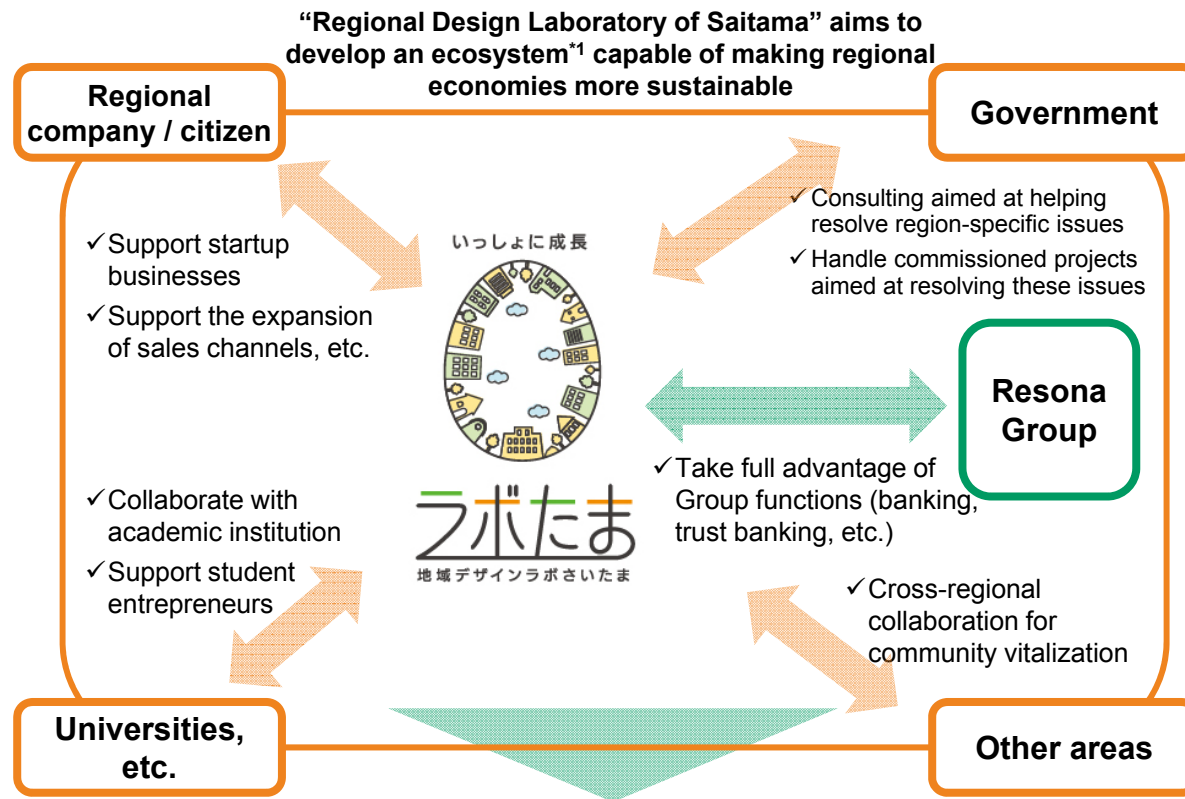 “Regional Design Laboratory of Saitama” aims to
develop an ecosystem*1 capable of making regional
economies more sustainable
Regional
company / citizen
Government
✓Support startup
businesses
✓Support the expansion
of sales channels, etc.
いっしょに成長
✓Consulting aimed at helping
resolve region-specific issues
✓Handle commissioned projects
aimed at resolving these issues
Resona
Group
✓Collaborate with
academic institution
✓Support student
entrepreneurs
ラボたま
地域デザインラボさいたま
✓Take full advantage of
Group functions (banking,
trust banking, etc.)
✓Cross-regional
collaboration for
community vitalization
Universities,
etc.
Other areas